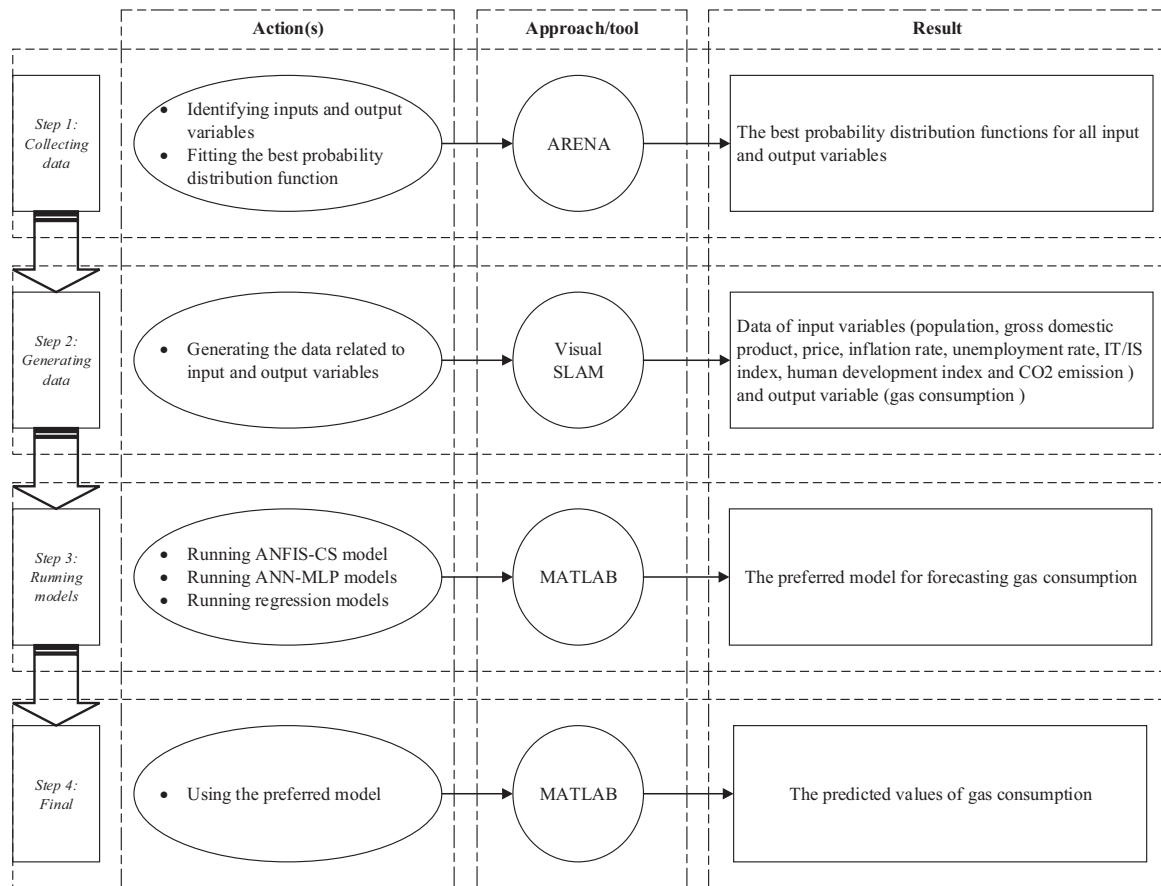 Action(s)
Approach/tool
Result
Step 1:
Collecting
data
• Identifying inputs and output
variables
• Fitting the best probability
distribution function
ARENA
The best probability distribution functions for all input
and output variables
Step 2:
Generating
data
• Generating the data related to
input and output variables
Visual
SLAM
Data of input variables (population, gross domestic
product, price, inflation rate, unemployment rate, IT/IS
index, human development index and CO2 emission )
and output variable (gas consumption )
Step 3:
Running
models
• Running ANFIS-CS model
• Running ANN-MLP models
• Running regression models
MATLAB
The preferred model for forecasting gas consumption
Step 4:
Final
• Using the preferred model
MATLAB
The predicted values of gas consumption